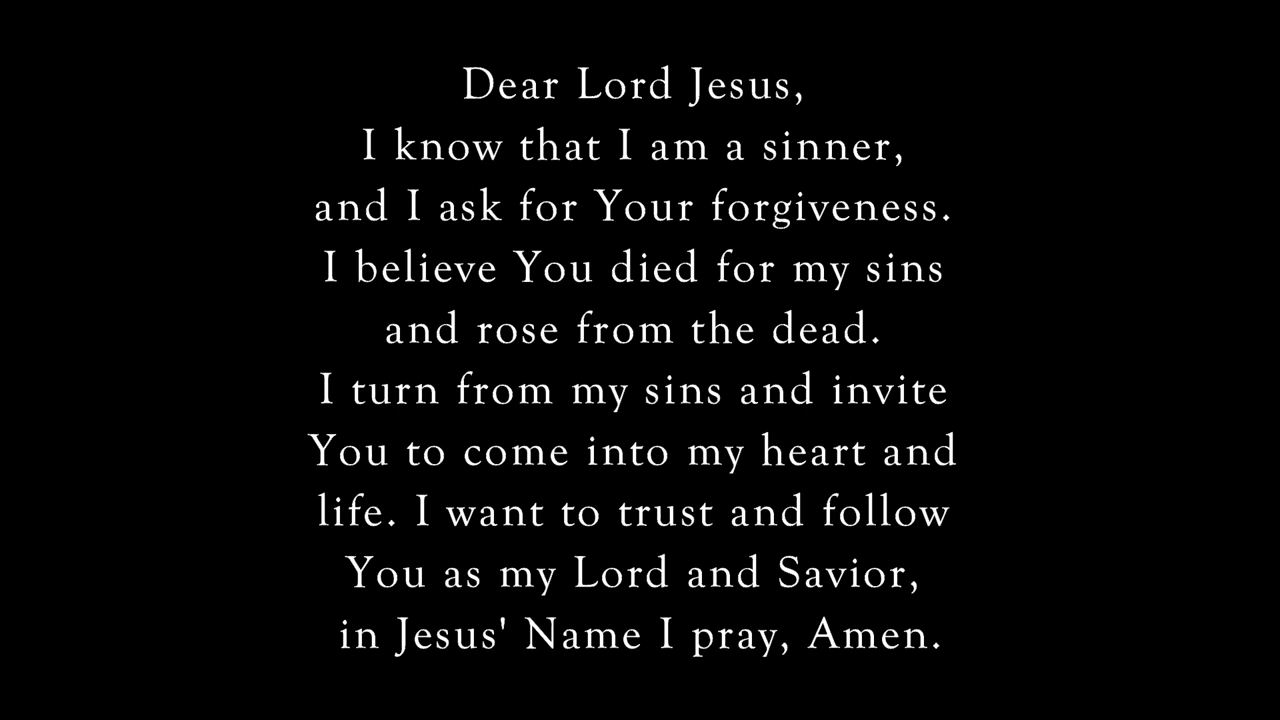 Dear Lord Jesus,
I know that I am a sinner,
and I ask for Your forgiveness.
I believe You died for my sins
and rose from the dead.
I turn from my sins and invite
You to come into my heart and
life. I want to trust and follow
You as my Lord and Savior,
in Jesus' Name I pray, Amen.